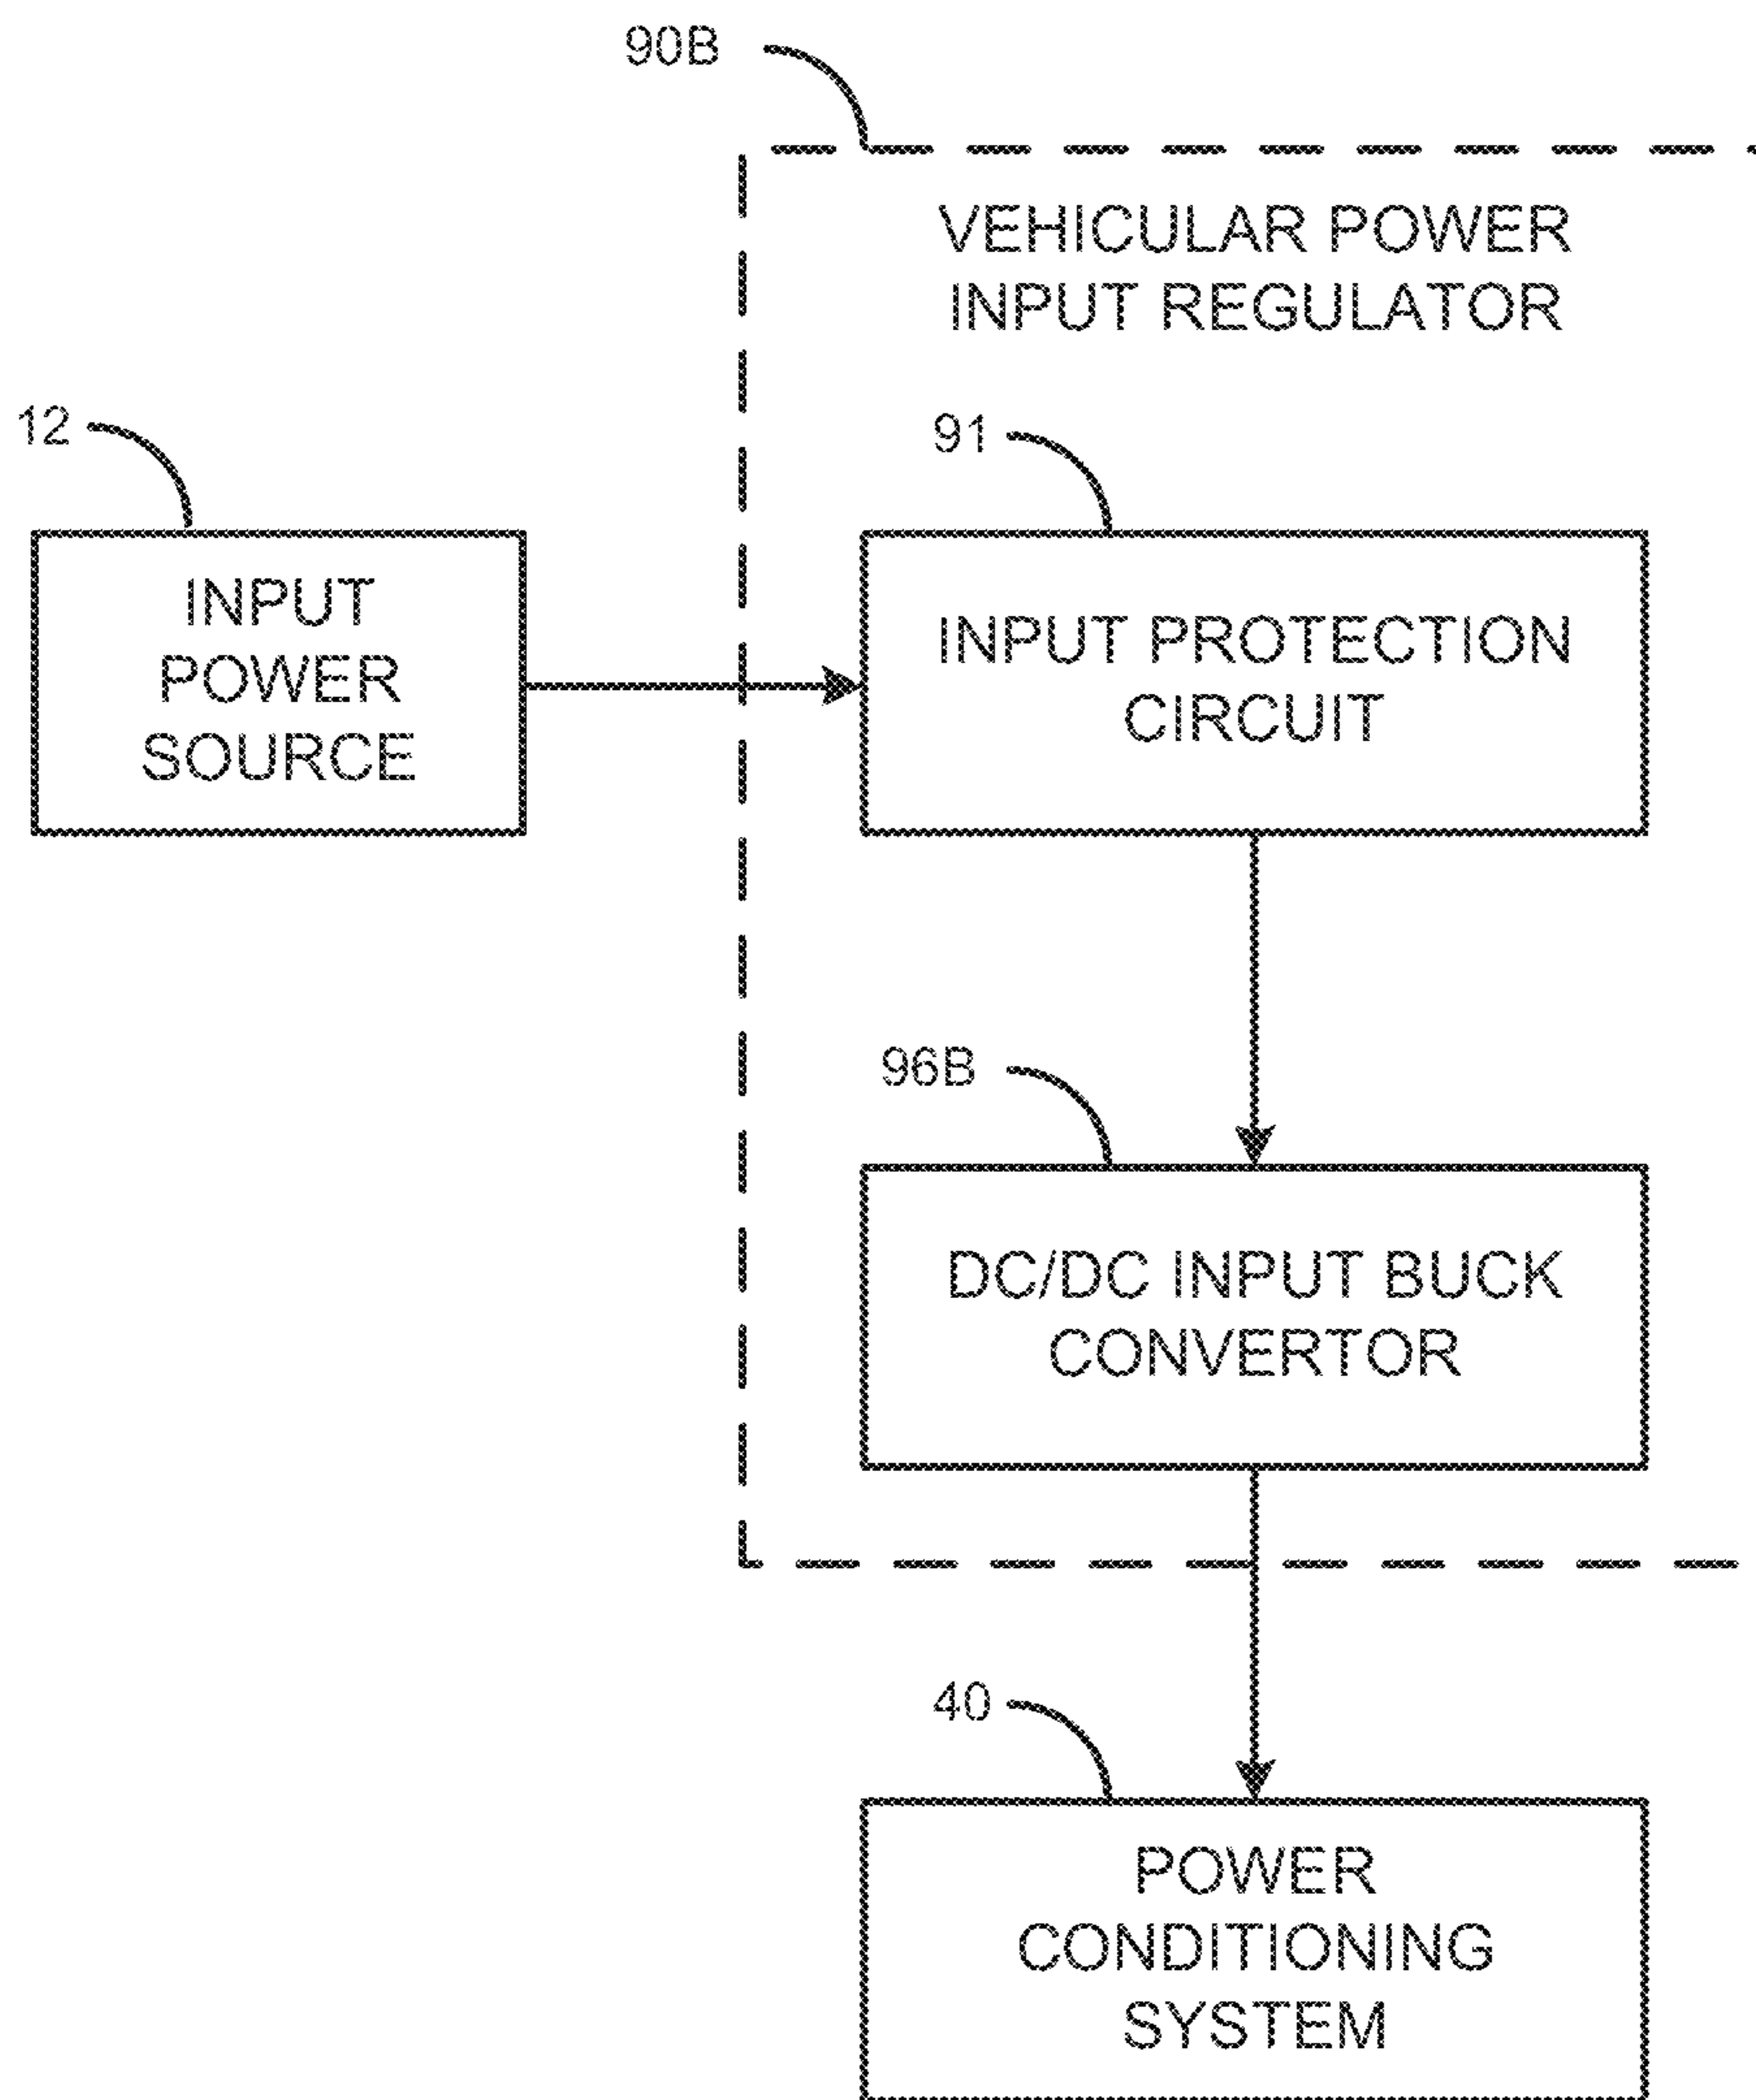 90B
VEHICULAR POWER
INPUT REGULATOR
12
91
INPUT
POWER
SOURCE
INPUT PROTECTION
CIRCUIT
96B
DC/DC INPUT BUCK
CONVERTOR
40
POWER
CONDITIONING
SYSTEM